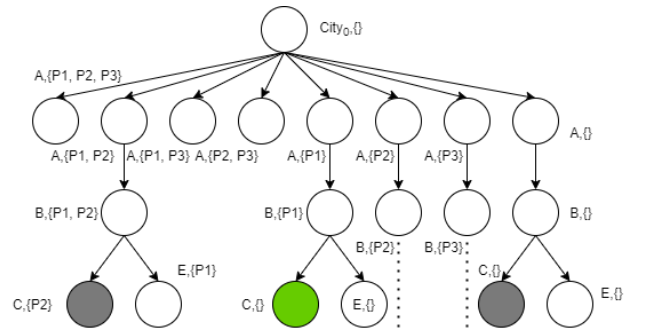 City₀,{}
A,{P1, P2, P3}
A,{}
A,{P1, P2} A,{P1, P3} A,{P2, P3} A,{P1} A,{P2} A,{P3}
B,{P1, P2} B,{P1} B,{}
B,{P2} B,{P3}
E,{P1} C,{}
C,{P2} C,{} E,{} E,{}